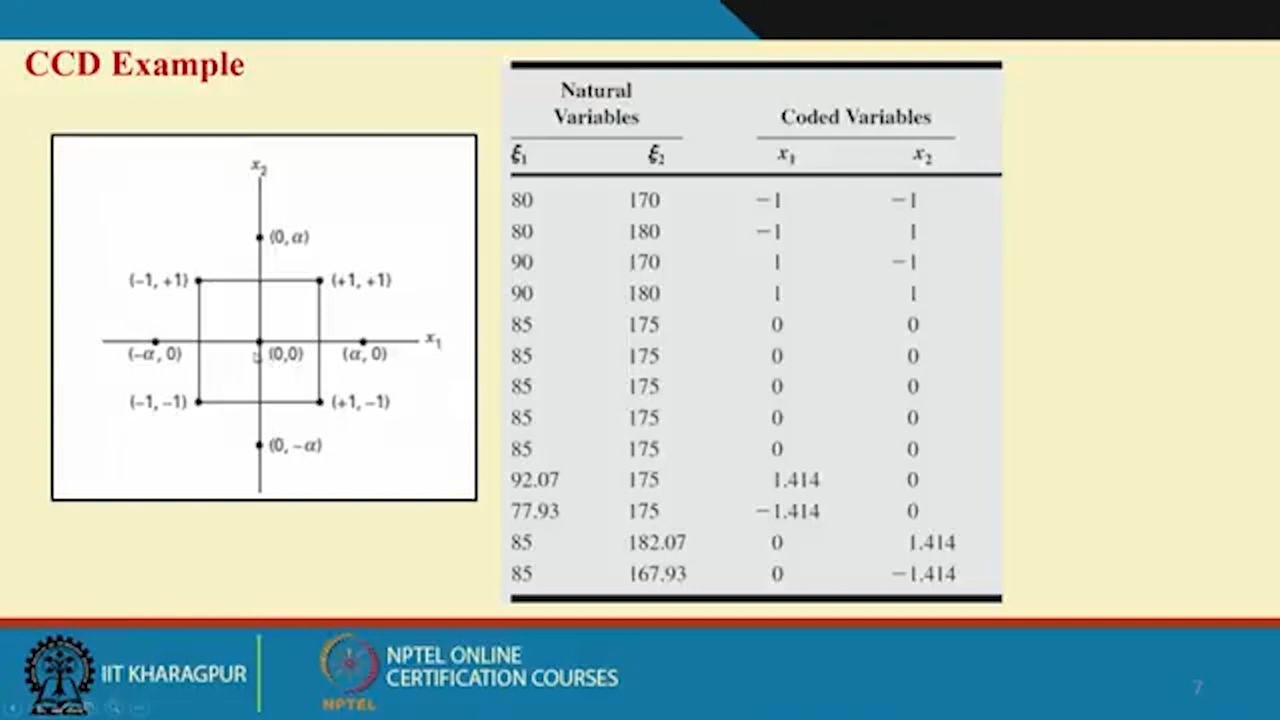 CCD Example
x2
(0, α)
(-1, +1)
(+1, +1)
x1
(-α, 0)
(0,0)
(α, 0)
(-1, -1)
(+1, -1)
(0, -α)
Natural
Variables
Coded Variables
ξ1 ξ2 x1 x2
80 170 −1 −1
80 180 −1 1
90 170 1 −1
90 180 1 1
85 175 0 0
85 175 0 0
85 175 0 0
85 175 0 0
85 175 0 0
92.07 175 1.414 0
77.93 175 −1.414 0
85 182.07 0 1.414
85 167.93 0 −1.414
IIT KHARAGPUR
NPTEL
NPTEL ONLINE
CERTIFICATION COURSES
7